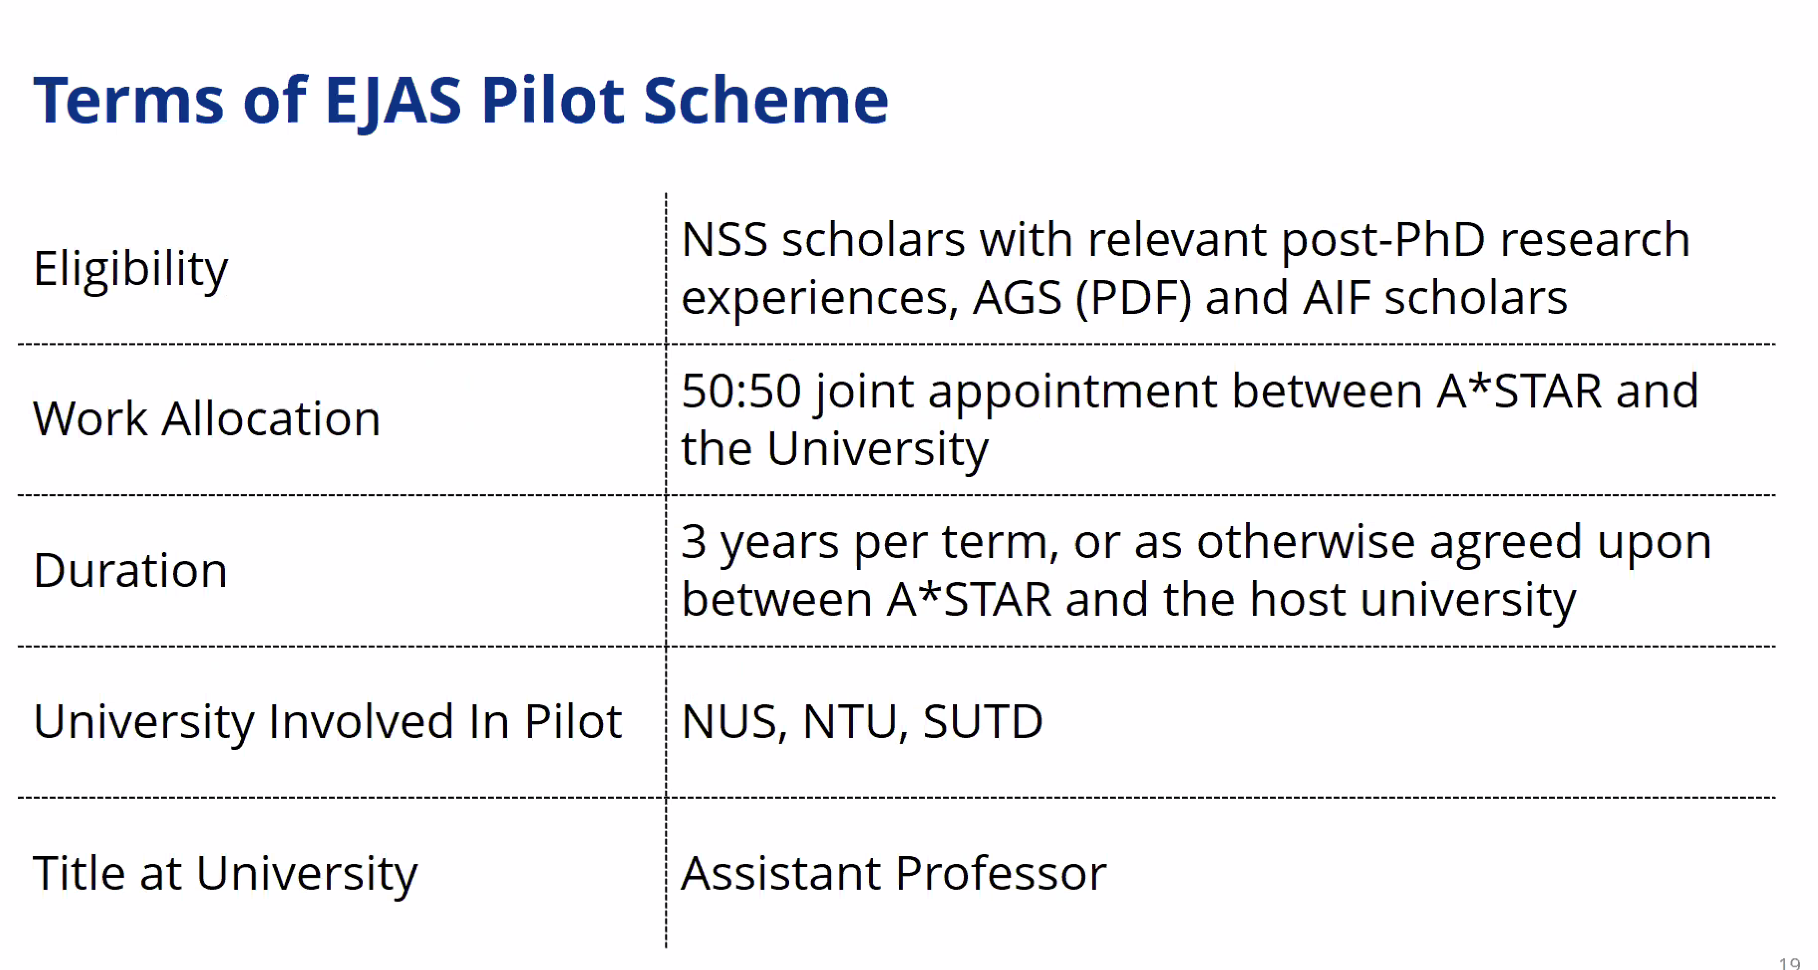 Terms of EJAS Pilot Scheme
Eligibility
NSS scholars with relevant post-PhD research
experiences, AGS (PDF) and AIF scholars
Work Allocation
50:50 joint appointment between A*STAR and
the University
Duration
3 years per term, or as otherwise agreed upon
between A*STAR and the host university
University Involved In Pilot
NUS, NTU, SUTD
Title at University
Assistant Professor
19